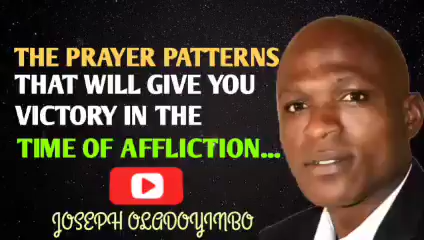 THE PRAYER PATTERNS
THAT WILL GIVE YOU
VICTORY IN THE
TIME OF AFFLICTION...
JOSEPH OLADOYINBO